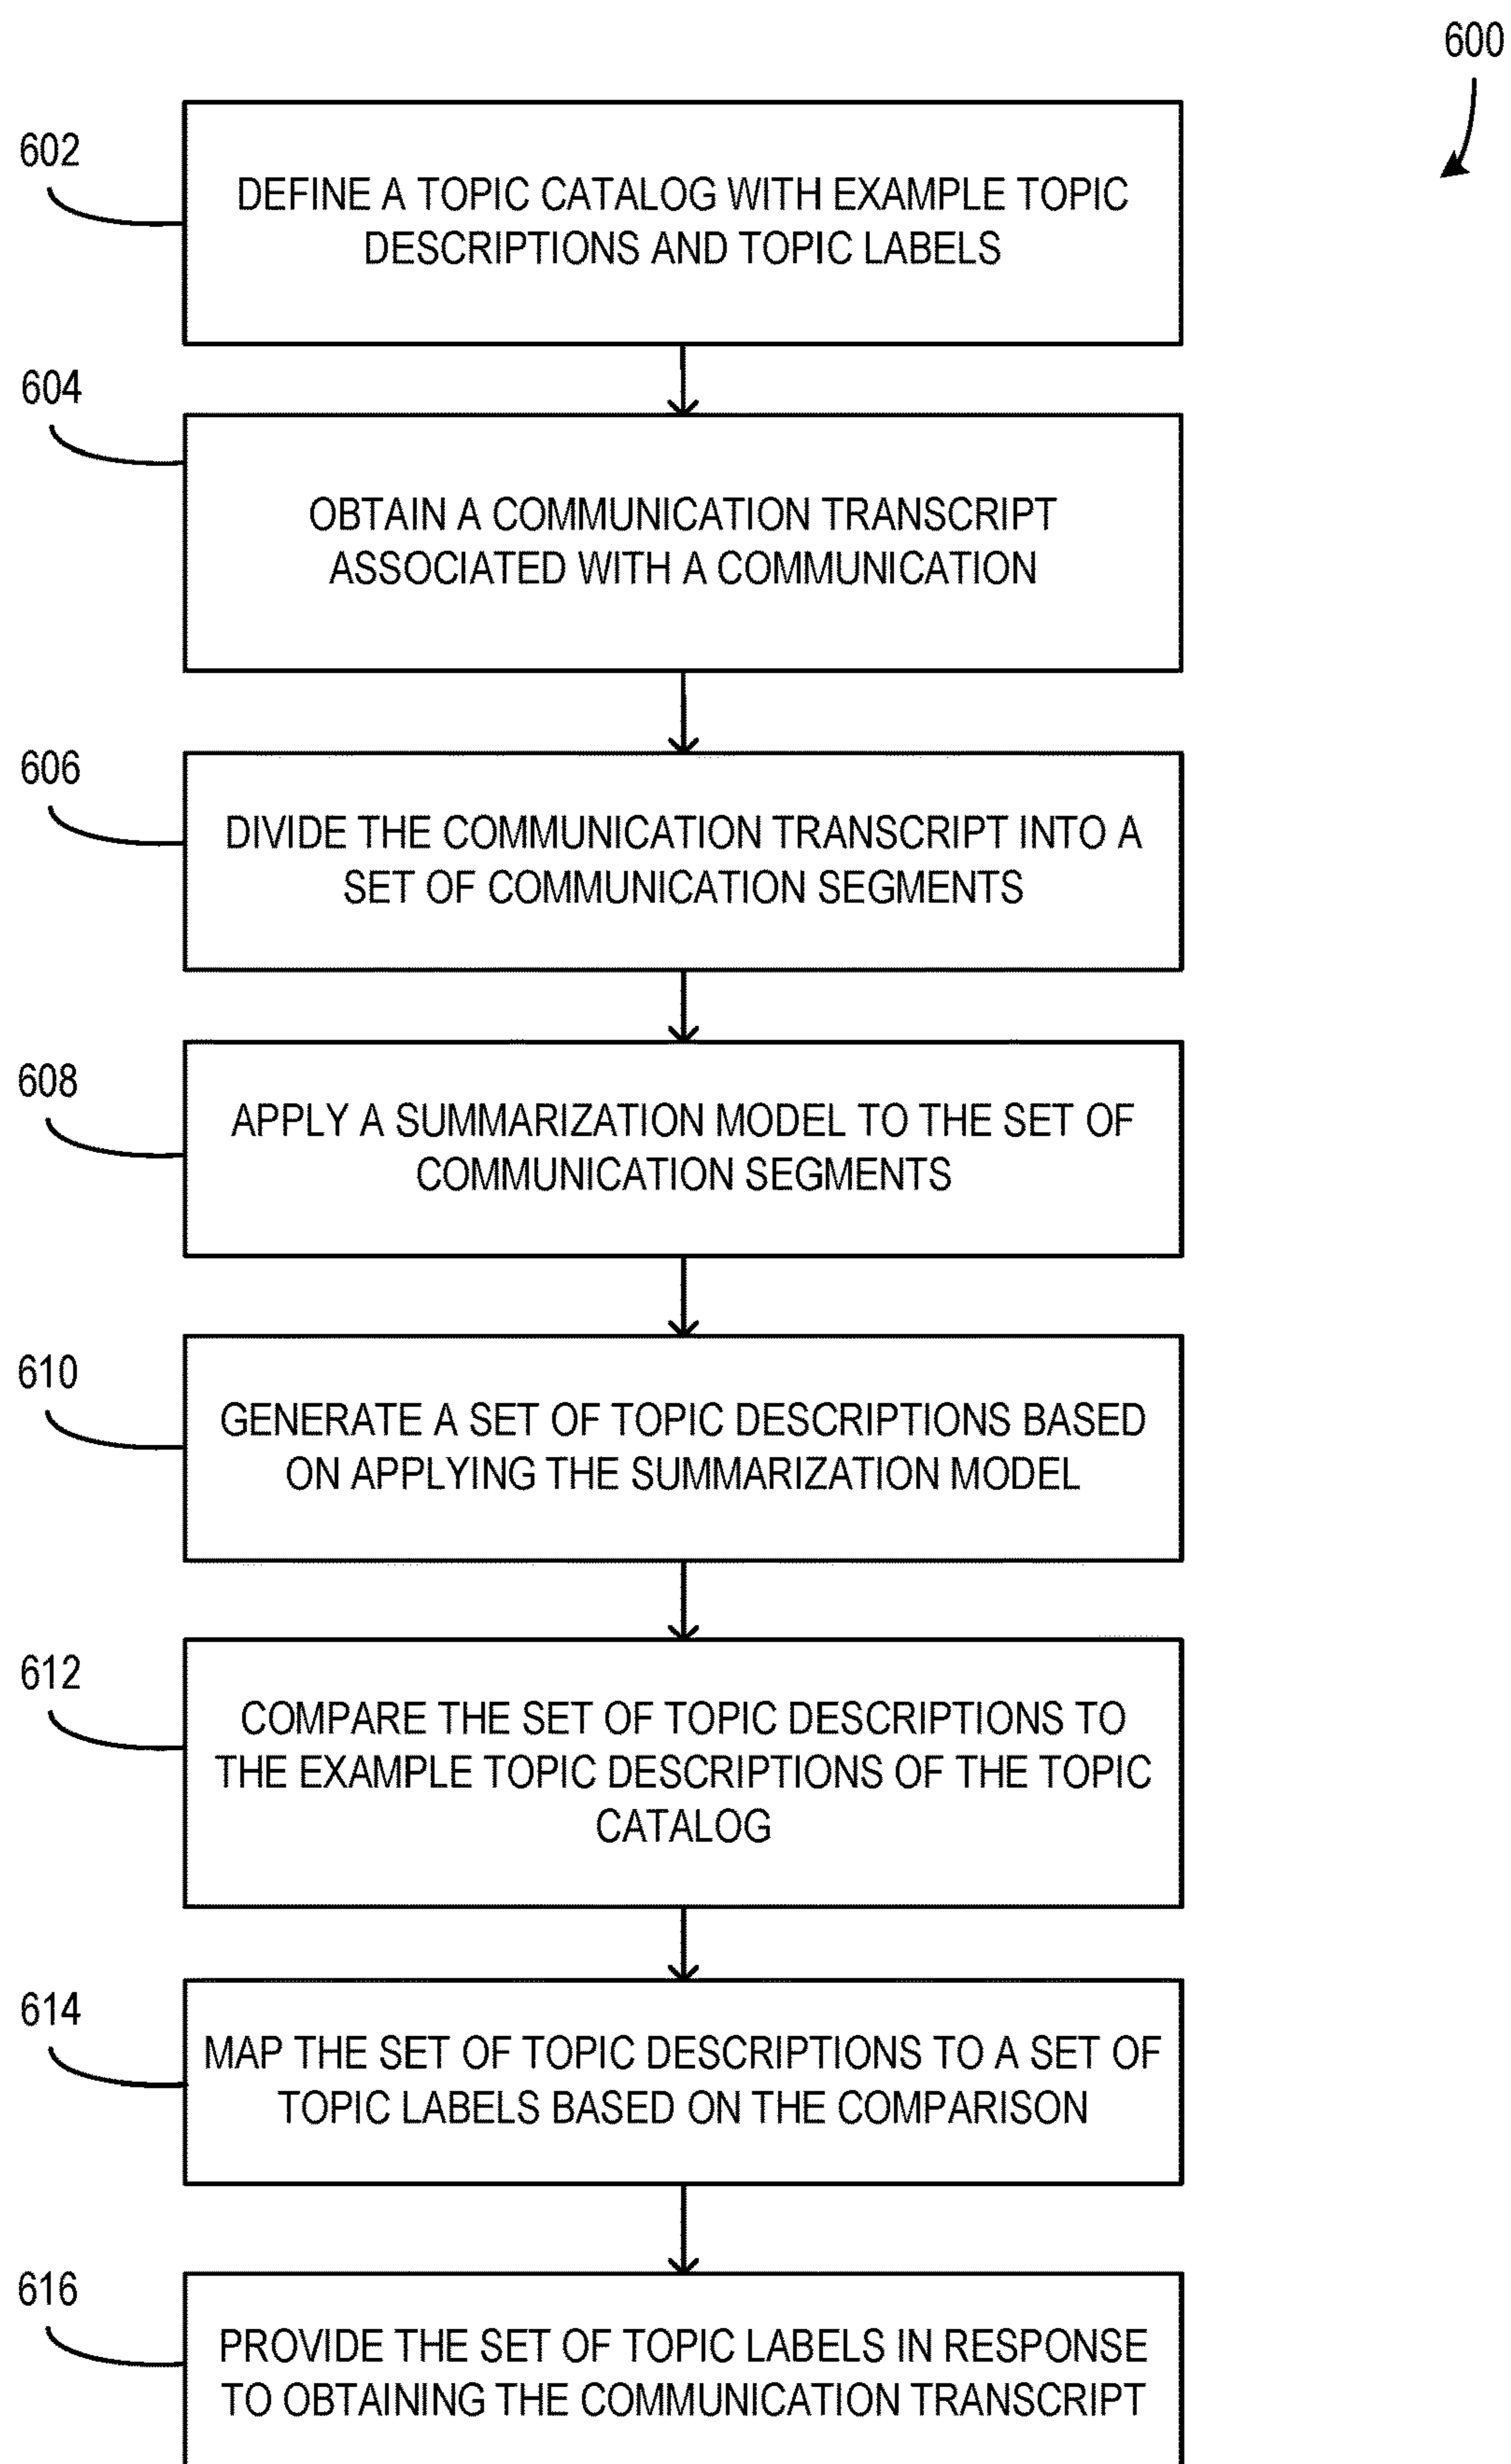 600
602
DEFINE A TOPIC CATALOG WITH EXAMPLE TOPIC
DESCRIPTIONS AND TOPIC LABELS
604
OBTAIN A COMMUNICATION TRANSCRIPT
ASSOCIATED WITH A COMMUNICATION
606
DIVIDE THE COMMUNICATION TRANSCRIPT INTO A
SET OF COMMUNICATION SEGMENTS
608
APPLY A SUMMARIZATION MODEL TO THE SET OF
COMMUNICATION SEGMENTS
610
GENERATE A SET OF TOPIC DESCRIPTIONS BASED
ON APPLYING THE SUMMARIZATION MODEL
612
COMPARE THE SET OF TOPIC DESCRIPTIONS TO
THE EXAMPLE TOPIC DESCRIPTIONS OF THE TOPIC
CATALOG
614
MAP THE SET OF TOPIC DESCRIPTIONS TO A SET OF
TOPIC LABELS BASED ON THE COMPARISON
616
PROVIDE THE SET OF TOPIC LABELS IN RESPONSE
TO OBTAINING THE COMMUNICATION TRANSCRIPT